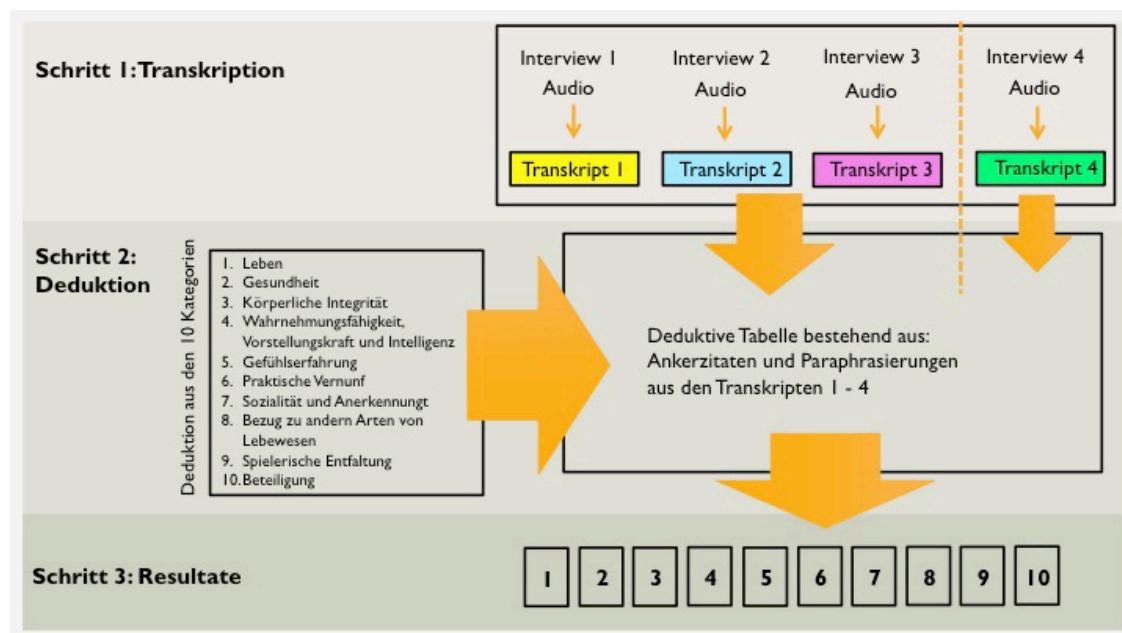 Schritt 1: Transkription
Interview 1
Audio
Interview 2
Audio
Interview 3
Audio
Interview 4
Audio
Transkript 1
Transkript 2
Transkript 3
Transkript 4
Schritt 2:
Deduktion
Deduktion aus den 10 Kategorien
1. Leben
2. Gesundheit
3. Körperliche Integrität
4. Wahrnehmungsfähigkeit,
Vorstellungskraft und Intelligenz
5. Gefühlserfahrung
6. Praktische Vernunf
7. Sozialität und Anerkennungt
8. Bezug zu andern Arten von
Lebewesen
9. Spielerische Entfaltung
10. Beteiligung
Deduktive Tabelle bestehend aus:
Ankerzitaten und Paraphrasierungen
aus den Transkripten 1 - 4
Schritt 3: Resultate
1 2 3 4 5 6 7 8 9 10